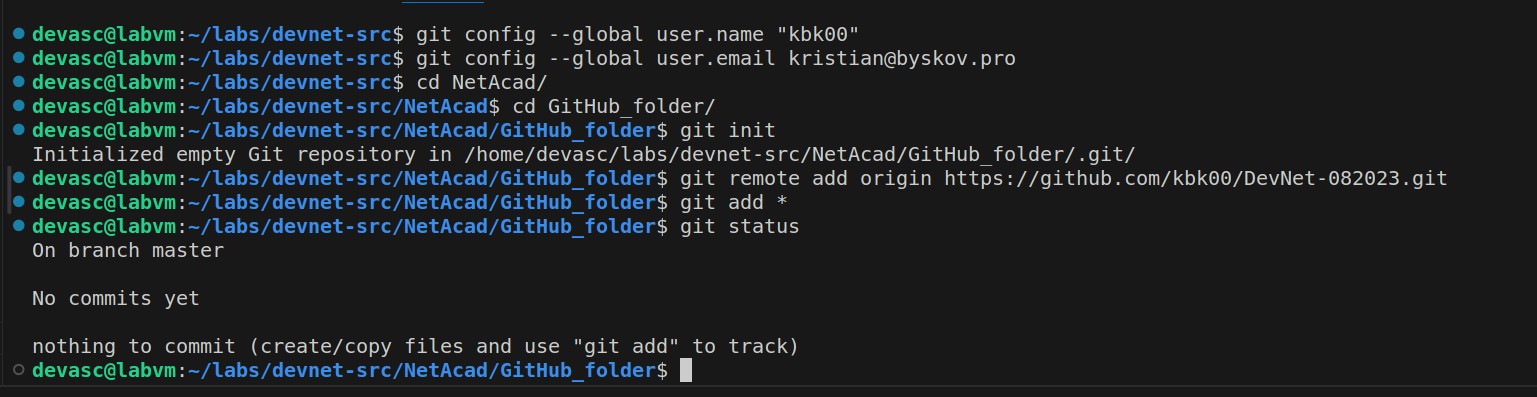 devasc@labvm:~/labs/devnet-src$ git config --global user.name "kbk00"
devasc@labvm:~/labs/devnet-src$ git config --global user.email kristian@byskov.pro
devasc@labvm:~/labs/devnet-src$ cd NetAcad/
devasc@labvm:~/labs/devnet-src/NetAcad$ cd GitHub_folder/
devasc@labvm:~/labs/devnet-src/NetAcad/GitHub_folder$ git init
Initialized empty Git repository in /home/devasc/labs/devnet-src/NetAcad/GitHub_folder/.git/
devasc@labvm:~/labs/devnet-src/NetAcad/GitHub_folder$ git remote add origin https://github.com/kbk00/DevNet-082023.git
devasc@labvm:~/labs/devnet-src/NetAcad/GitHub_folder$ git add *
devasc@labvm:~/labs/devnet-src/NetAcad/GitHub_folder$ git status
On branch master
No commits yet
nothing to commit (create/copy files and use "git add" to track)
devasc@labvm:~/labs/devnet-src/NetAcad/GitHub_folder$